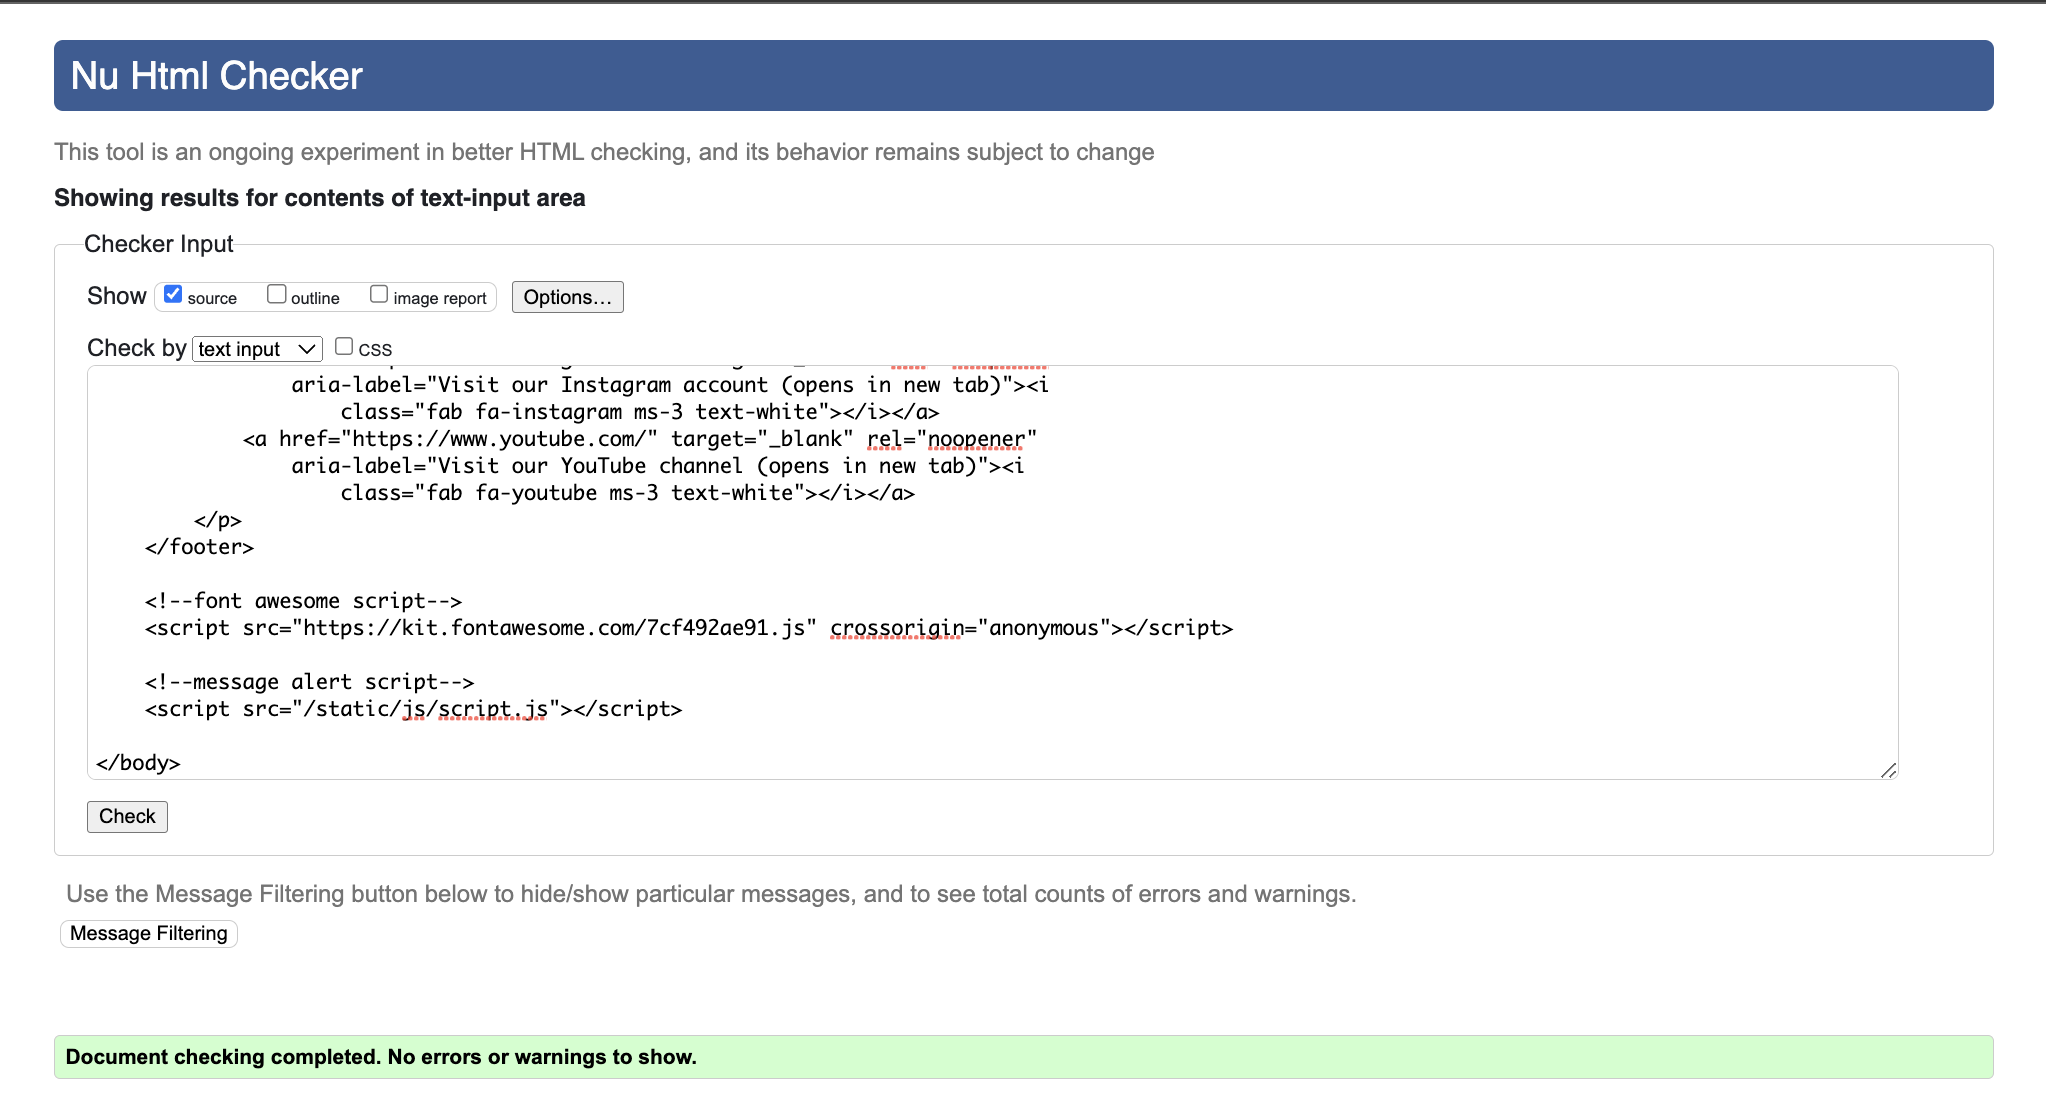 Nu Html Checker
This tool is an ongoing experiment in better HTML checking, and its behavior remains subject to change
Showing results for contents of text-input area
Checker Input
Show source outline image report Options...
Check by text input CSS
aria-label="Visit our Instagram account (opens in new tab)"><i
class="fab fa-instagram ms-3 text-white"></i></a>
<a href="https://www.youtube.com/" target="_blank" rel="noopener"
aria-label="Visit our YouTube channel (opens in new tab)"><i
class="fab fa-youtube ms-3 text-white"></i></a>
</p>
</footer>
<!--font awesome script-->
<script src="https://kit.fontawesome.com/7cf492ae91.js" crossorigin="anonymous"></script>
<!--message alert script-->
<script src="/static/js/script.js"></script>
</body>
Check
Use the Message Filtering button below to hide/show particular messages, and to see total counts of errors and warnings.
Message Filtering
Document checking completed. No errors or warnings to show.